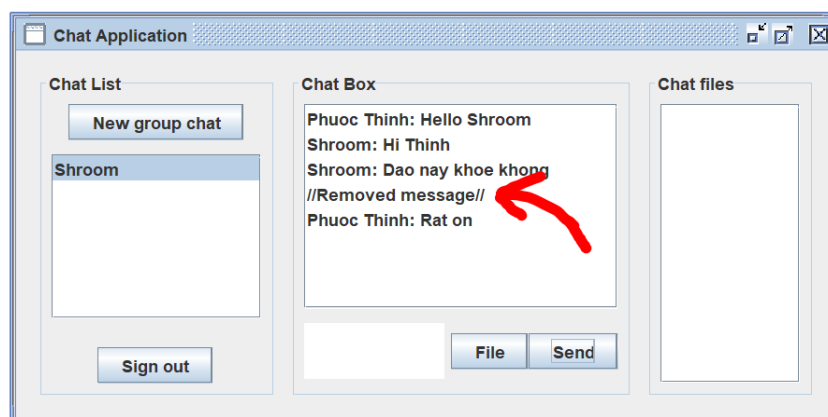 Chat Application
Chat List
New group chat
Shroom
Sign out
Chat Box
Phuoc Thinh: Hello Shroom
Shroom: Hi Thinh
Shroom: Dao nay khoe khong
//Removed message//
Phuoc Thinh: Rat on
File
Send
Chat files